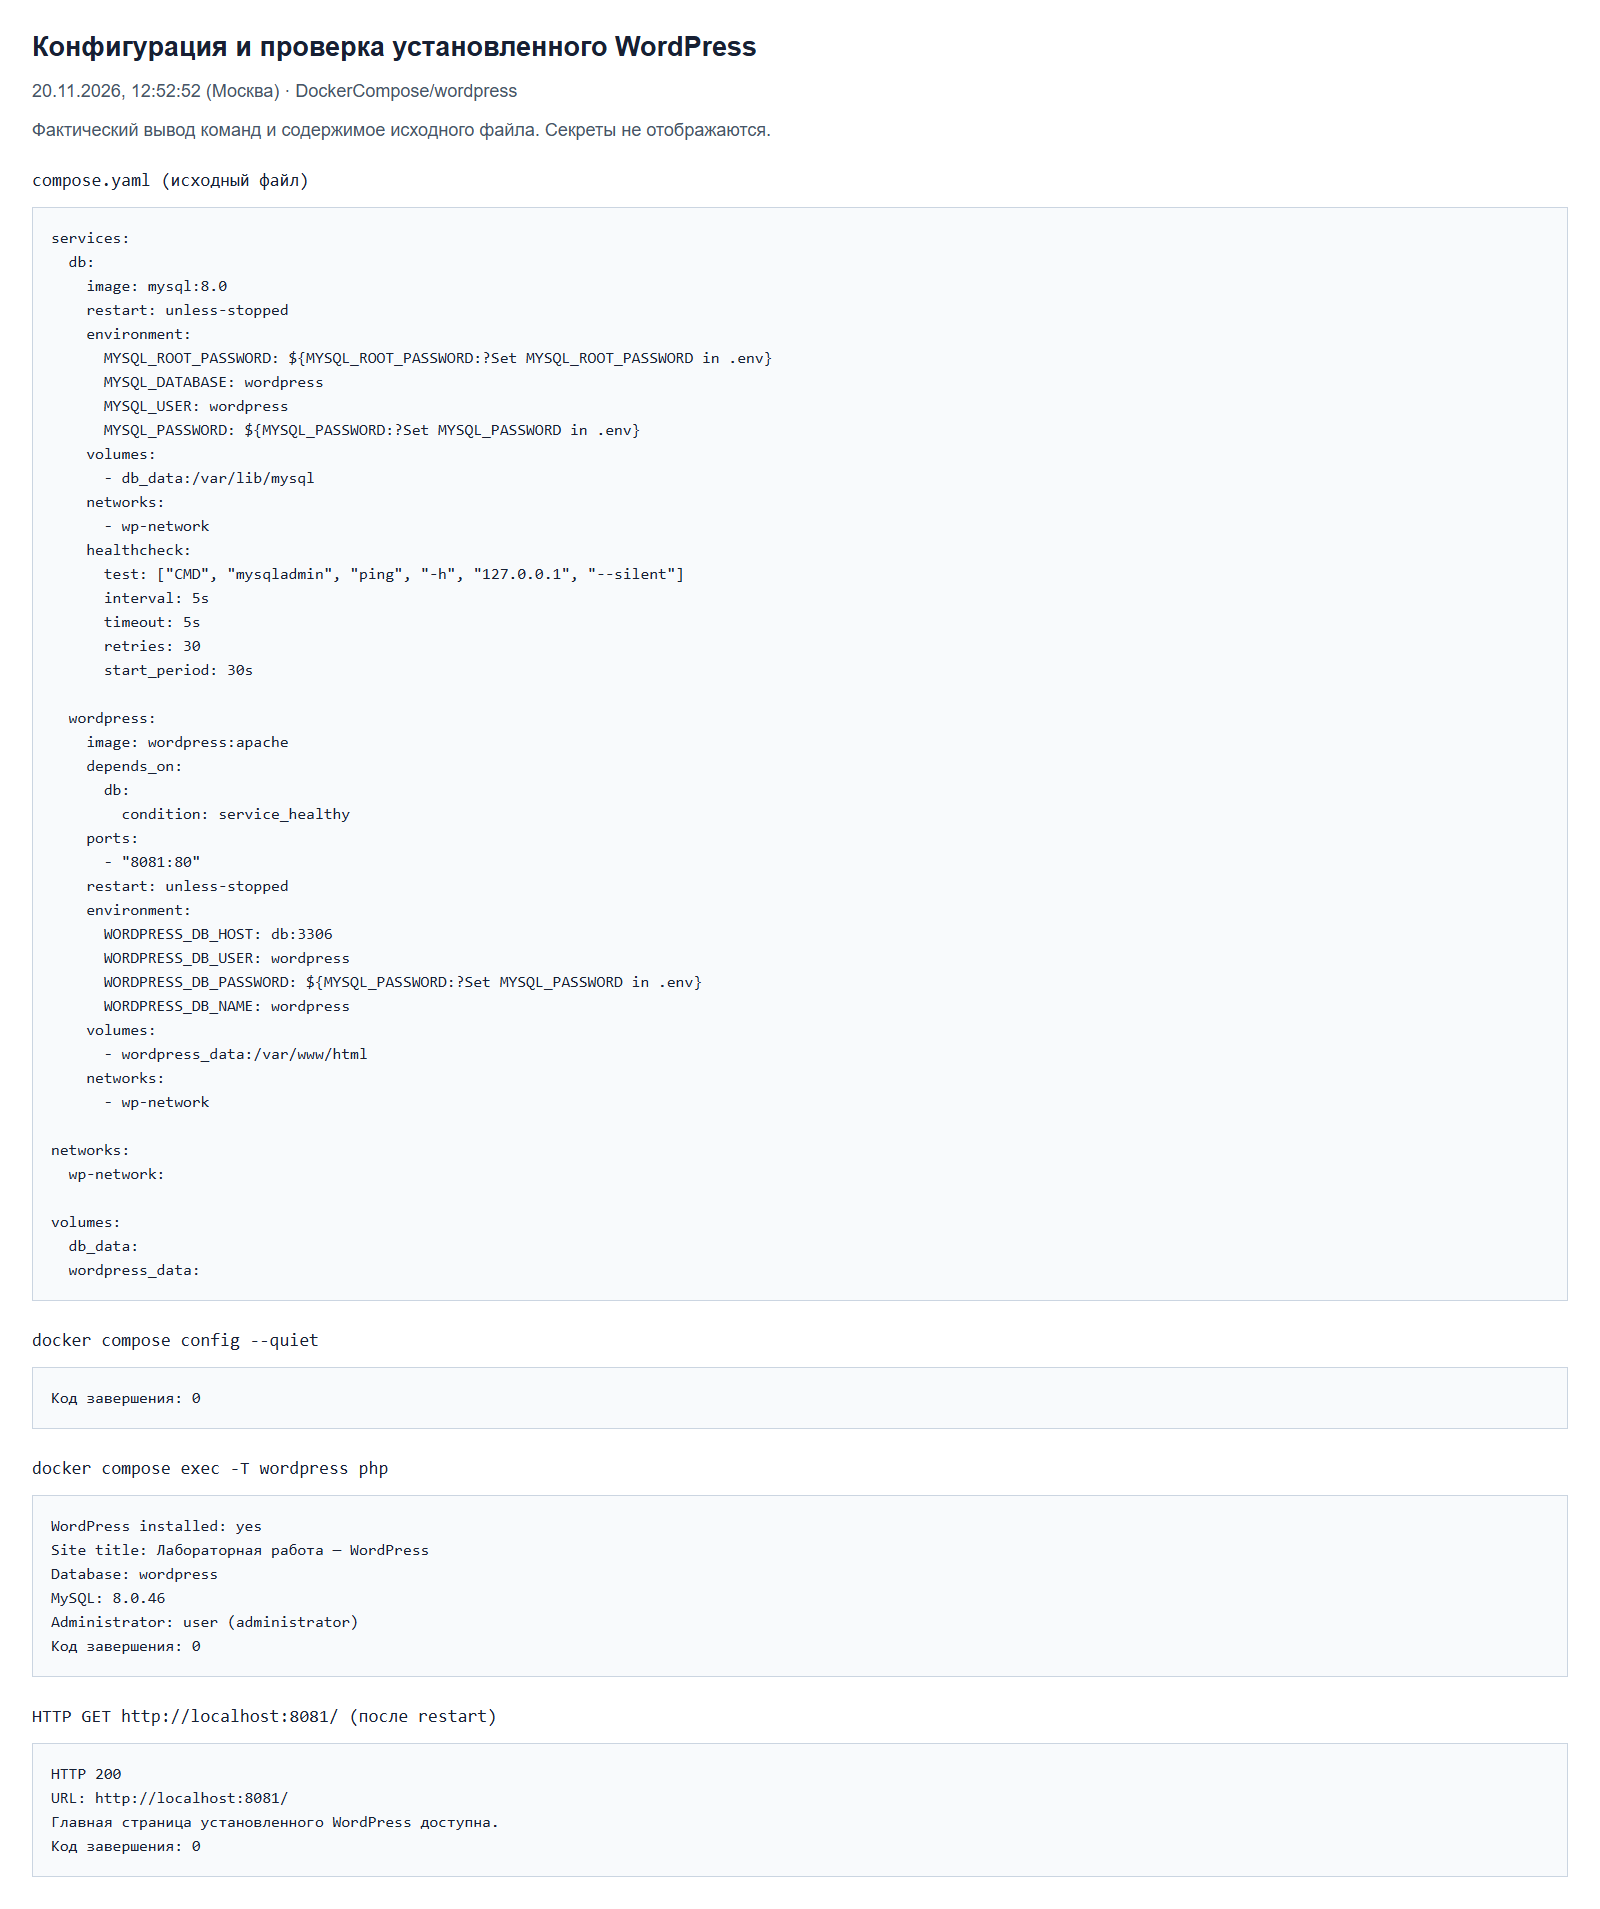 Конфигурация и проверка установленного WordPress
20.11.2026, 12:52:52 (Москва) · DockerCompose/wordpress
Фактический вывод команд и содержимое исходного файла. Секреты не отображаются.
compose.yaml (исходный файл)
services:
  db:
    image: mysql:8.0
    restart: unless-stopped
    environment:
      MYSQL_ROOT_PASSWORD: ${MYSQL_ROOT_PASSWORD:?Set MYSQL_ROOT_PASSWORD in .env}
      MYSQL_DATABASE: wordpress
      MYSQL_USER: wordpress
      MYSQL_PASSWORD: ${MYSQL_PASSWORD:?Set MYSQL_PASSWORD in .env}
    volumes:
      - db_data:/var/lib/mysql
    networks:
      - wp-network
    healthcheck:
      test: ["CMD", "mysqladmin", "ping", "-h", "127.0.0.1", "--silent"]
      interval: 5s
      timeout: 5s
      retries: 30
      start_period: 30s
  wordpress:
    image: wordpress:apache
    depends_on:
      db:
        condition: service_healthy
    ports:
      - "8081:80"
    restart: unless-stopped
    environment:
      WORDPRESS_DB_HOST: db:3306
      WORDPRESS_DB_USER: wordpress
      WORDPRESS_DB_PASSWORD: ${MYSQL_PASSWORD:?Set MYSQL_PASSWORD in .env}
      WORDPRESS_DB_NAME: wordpress
    volumes:
      - wordpress_data:/var/www/html
    networks:
      - wp-network
networks:
  wp-network:
volumes:
  db_data:
  wordpress_data:
docker compose config --quiet
Код завершения: 0
docker compose exec -T wordpress php
WordPress installed: yes
Site title: Лабораторная работа — WordPress
Database: wordpress
MySQL: 8.0.46
Administrator: user (administrator)
Код завершения: 0
HTTP GET http://localhost:8081/ (после restart)
HTTP 200
URL: http://localhost:8081/
Главная страница установленного WordPress доступна.
Код завершения: 0